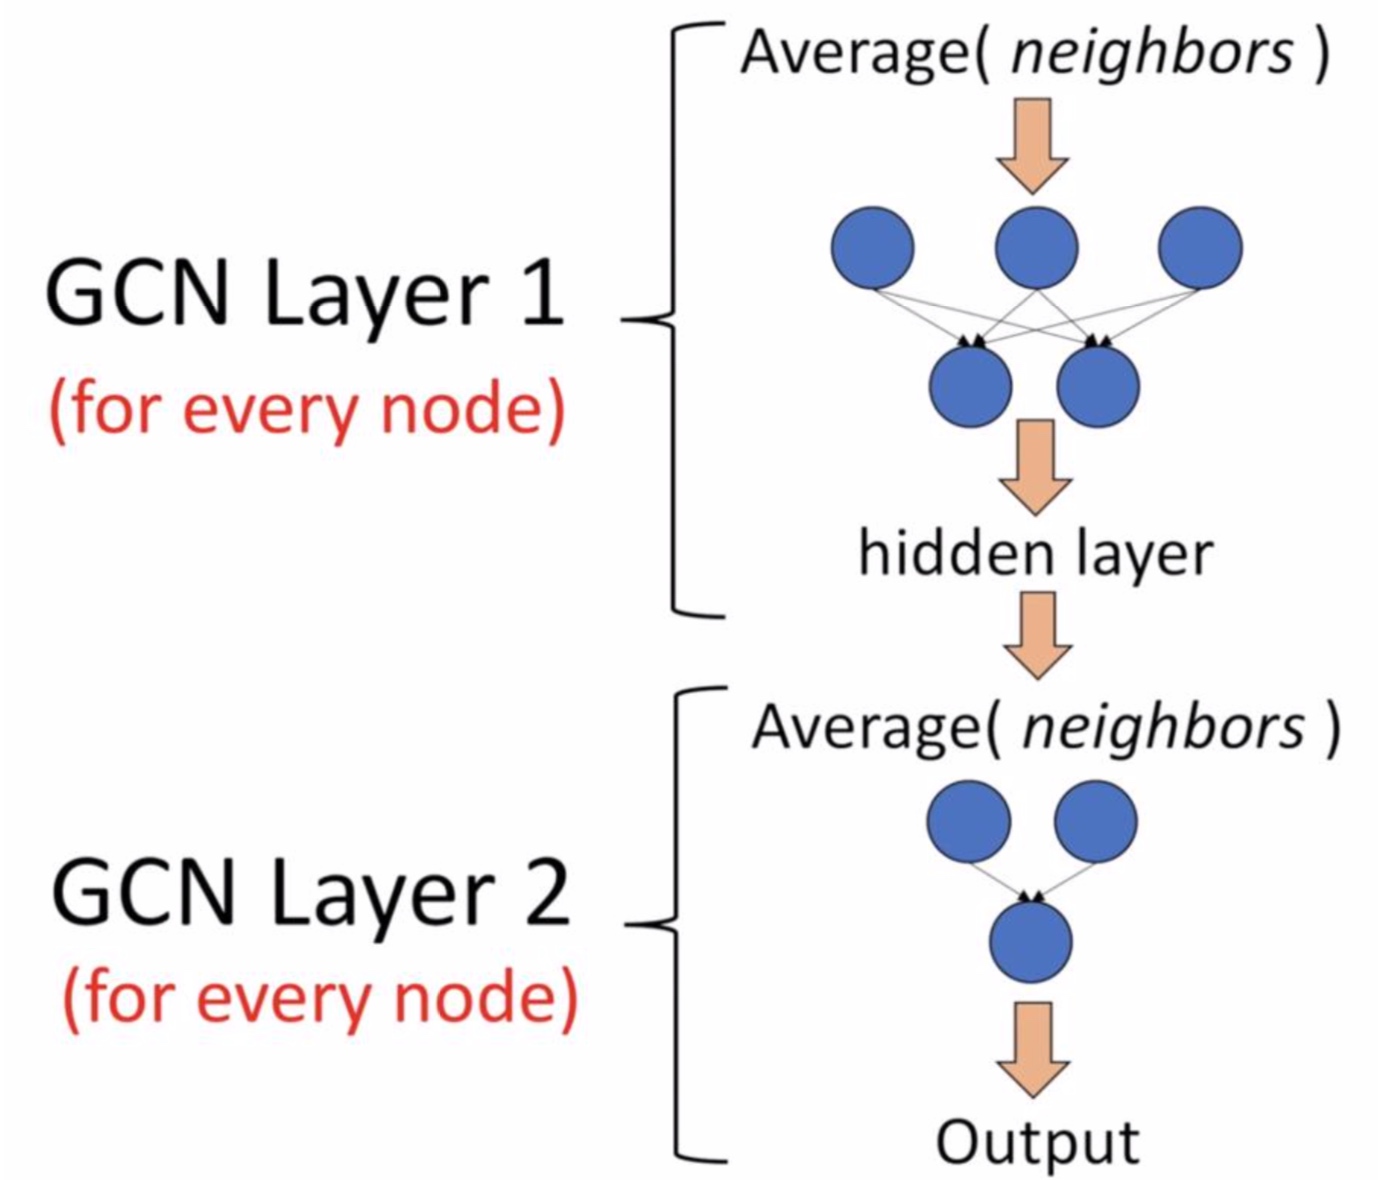 Average( neighbors )
GCN Layer 1
(for every node)
hidden layer
Average( neighbors )
GCN Layer 2
(for every node)
Output